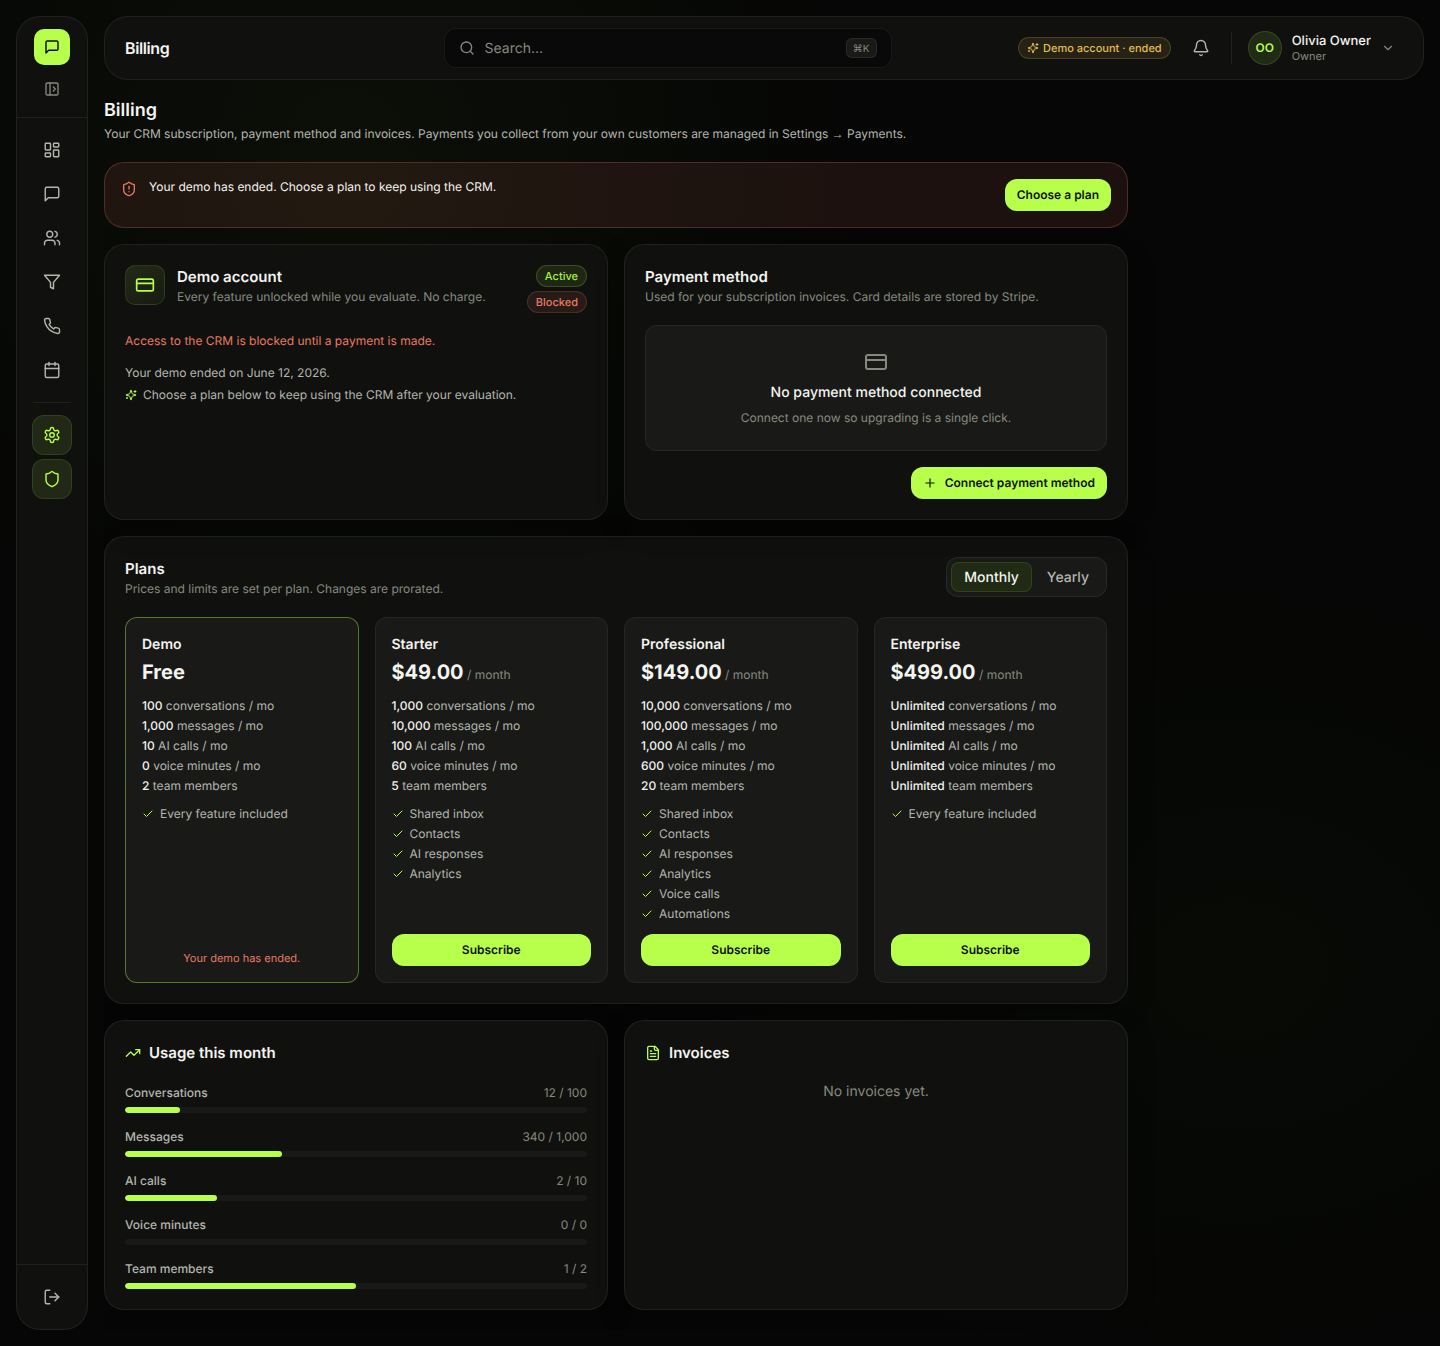 Billing
Search...
⌘K
Demo account · ended
OO
Olivia Owner
Owner
Billing
Your CRM subscription, payment method and invoices. Payments you collect from your own customers are managed in Settings → Payments.
Your demo has ended. Choose a plan to keep using the CRM.
Choose a plan
Demo account
Every feature unlocked while you evaluate. No charge.
Active
Blocked
Access to the CRM is blocked until a payment is made.
Your demo ended on June 12, 2026.
Choose a plan below to keep using the CRM after your evaluation.
Payment method
Used for your subscription invoices. Card details are stored by Stripe.
No payment method connected
Connect one now so upgrading is a single click.
Connect payment method
Plans
Prices and limits are set per plan. Changes are prorated.
Monthly
Yearly
Demo
Free
100 conversations / mo
1,000 messages / mo
10 AI calls / mo
0 voice minutes / mo
2 team members
Every feature included
Your demo has ended.
Starter
$49.00 / month
1,000 conversations / mo
10,000 messages / mo
100 AI calls / mo
60 voice minutes / mo
5 team members
Shared inbox
Contacts
AI responses
Analytics
Subscribe
Professional
$149.00 / month
10,000 conversations / mo
100,000 messages / mo
1,000 AI calls / mo
600 voice minutes / mo
20 team members
Shared inbox
Contacts
AI responses
Analytics
Voice calls
Automations
Subscribe
Enterprise
$499.00 / month
Unlimited conversations / mo
Unlimited messages / mo
Unlimited AI calls / mo
Unlimited voice minutes / mo
Unlimited team members
Every feature included
Subscribe
Usage this month
Conversations
12 / 100
Messages
340 / 1,000
AI calls
2 / 10
Voice minutes
0 / 0
Team members
1 / 2
Invoices
No invoices yet.